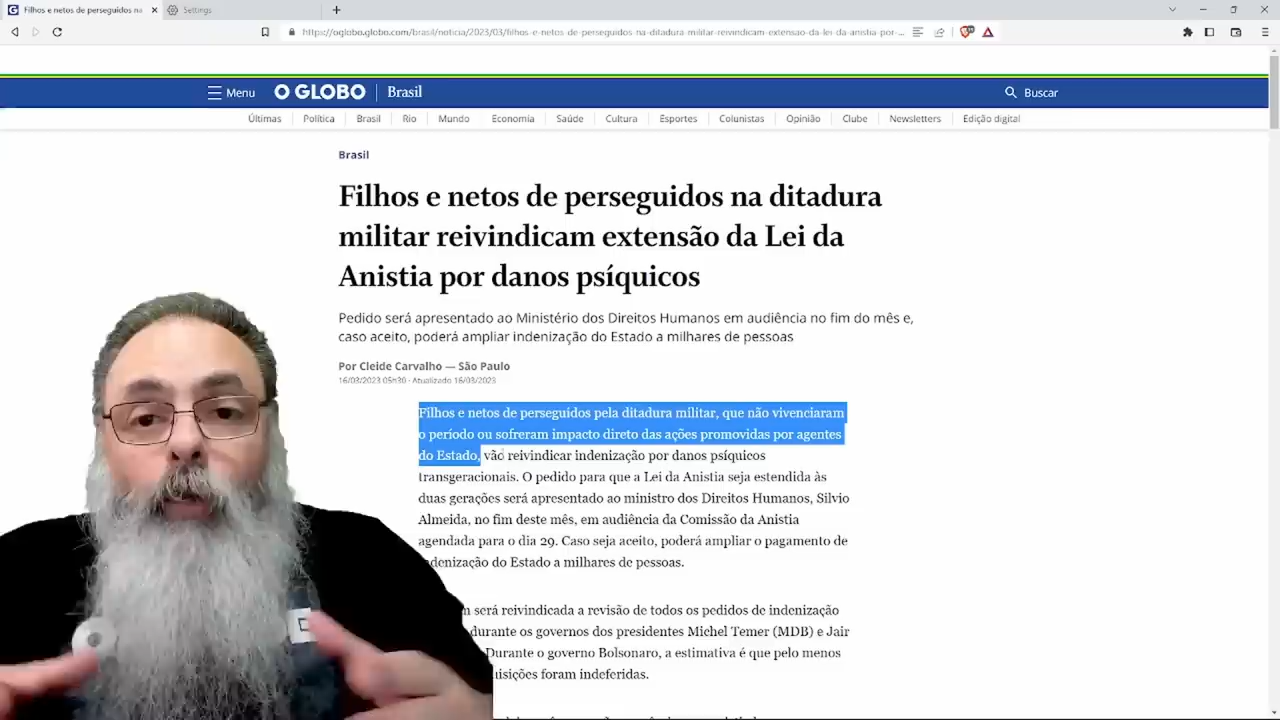 Filhos e netos de perseguidos na
Settings
https://oglobo.globo.com/brasil/noticia/2023/03/filhos-e-netos-de-perseguidos-na-ditadura-militar-reivindicam-extensao-da-lei-da-anistia-por-...
Menu
O GLOBO
Brasil
Buscar
Últimas
Política
Brasil
Rio
Mundo
Economia
Saúde
Cultura
Esportes
Colunistas
Opinião
Clube
Newsletters
Edição digital
Brasil
Filhos e netos de perseguidos na ditadura
militar reivindicam extensão da Lei da
Anistia por danos psíquicos
Pedido será apresentado ao Ministério dos Direitos Humanos em audiência no fim do mês e,
caso aceito, poderá ampliar indenização do Estado a milhares de pessoas
Por Cleide Carvalho — São Paulo
16/03/2023 05h30 · Atualizado 16/03/2023
Filhos e netos de perseguidos pela ditadura militar, que não vivenciaram
o período ou sofreram impacto direto das ações promovidas por agentes
do Estado, vão reivindicar indenização por danos psíquicos
transgeracionais. O pedido para que a Lei da Anistia seja estendida às
duas gerações será apresentado ao ministro dos Direitos Humanos, Silvio
Almeida, no fim deste mês, em audiência da Comissão da Anistia
agendada para o dia 29. Caso seja aceito, poderá ampliar o pagamento de
ndenização do Estado a milhares de pessoas.
será reivindicada a revisão de todos os pedidos de indenização
durante os governos dos presidentes Michel Temer (MDB) e Jair
Durante o governo Bolsonaro, a estimativa é que pelo menos
uisições foram indeferidas.